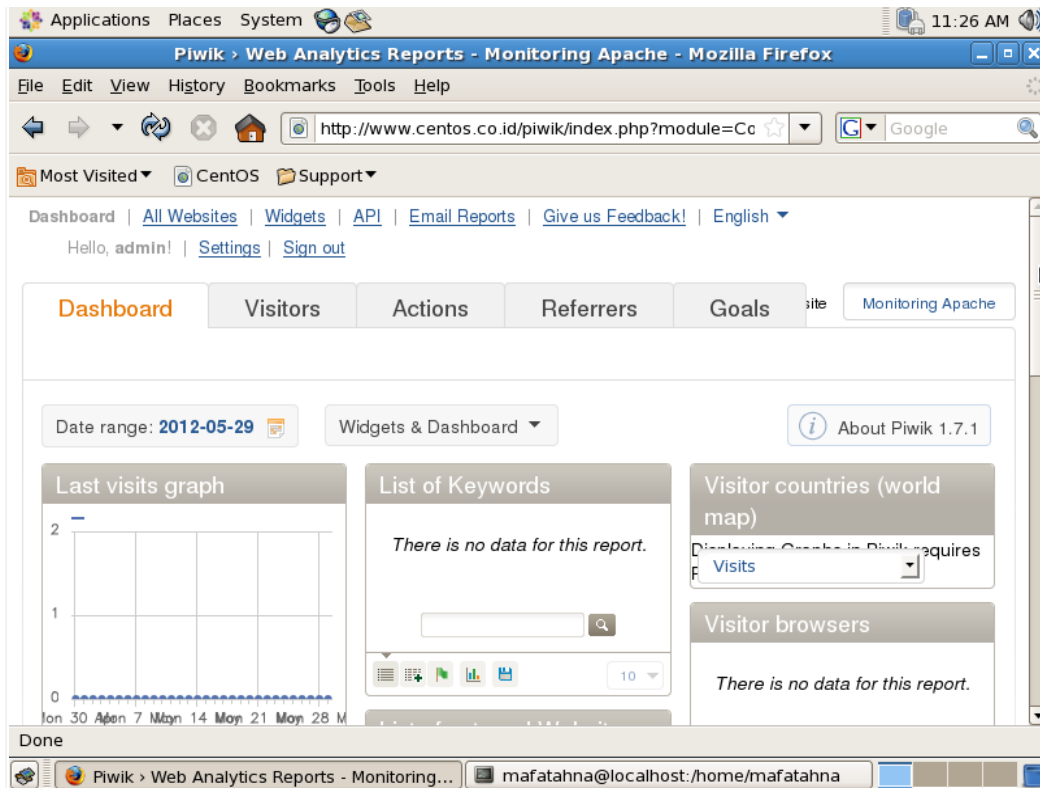 Applications Places System 11:26 AM
Piwik › Web Analytics Reports - Monitoring Apache - Mozilla Firefox
File Edit View History Bookmarks Tools Help
http://www.centos.co.id/piwik/index.php?module=Co Google
Most Visited CentOS Support
Dashboard | All Websites | Widgets | API | Email Reports | Give us Feedback! | English
Hello, admin! | Settings | Sign out
Dashboard Visitors Actions Referrers Goals site Monitoring Apache
Date range: 2012-05-29 Widgets & Dashboard About Piwik 1.7.1
Last visits graph
2
1
0
30 7 14 21 28 M
List of Keywords
There is no data for this report.
10
Visitor countries (world
map)
Displaying Graphs in Piwik requires
Visits
Visitor browsers
There is no data for this report.
Done
Piwik › Web Analytics Reports - Monitoring... mafatahna@localhost:/home/mafatahna